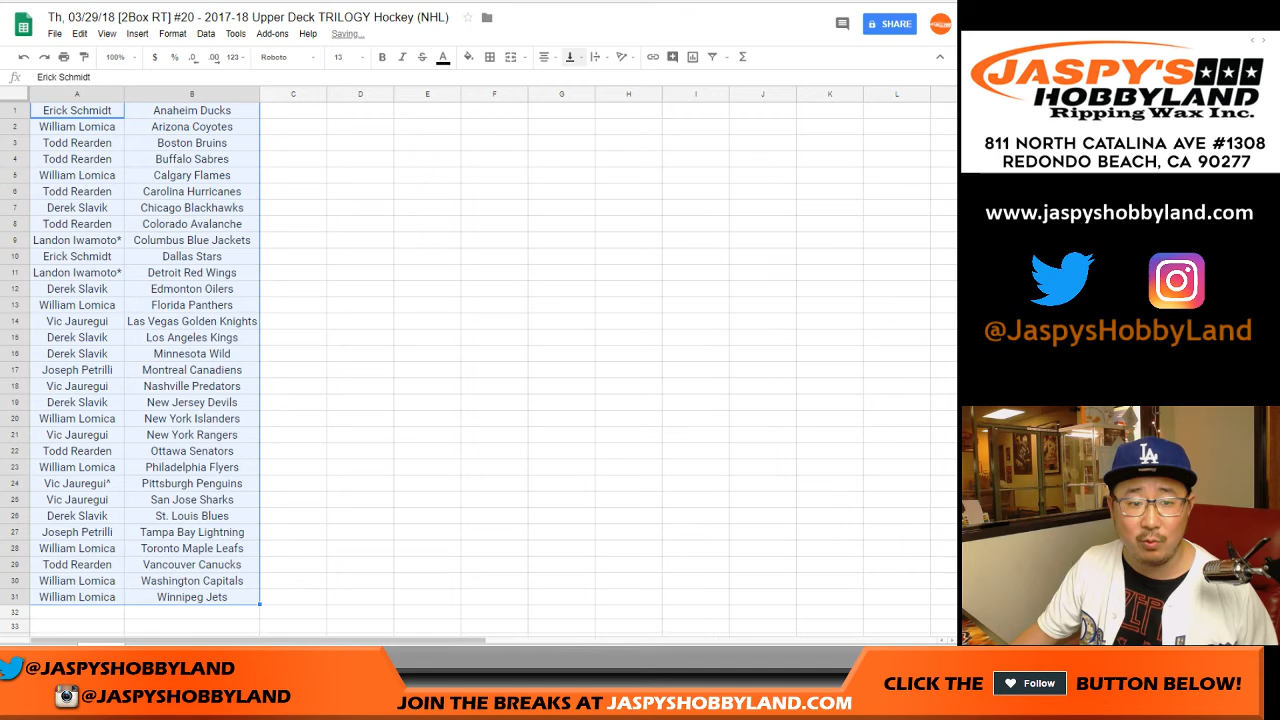 Th, 03/29/18 [2Box RT] #20 - 2017-18 Upper Deck TRILOGY Hockey (NHL)
File Edit View Insert Format Data Tools Add-ons Help Saving...
SHARE
100% $ % .0 .00 123 Roboto 13 B I S A
fx Erick Schmidt
A B C D E F G H I J K L
1 Erick Schmidt Anaheim Ducks
2 William Lomica Arizona Coyotes
3 Todd Rearden Boston Bruins
4 Todd Rearden Buffalo Sabres
5 William Lomica Calgary Flames
6 Todd Rearden Carolina Hurricanes
7 Derek Slavik Chicago Blackhawks
8 Todd Rearden Colorado Avalanche
9 Landon Iwamoto* Columbus Blue Jackets
10 Erick Schmidt Dallas Stars
11 Landon Iwamoto* Detroit Red Wings
12 Derek Slavik Edmonton Oilers
13 William Lomica Florida Panthers
14 Vic Jauregui Las Vegas Golden Knights
15 Derek Slavik Los Angeles Kings
16 Derek Slavik Minnesota Wild
17 Joseph Petrilli Montreal Canadiens
18 Vic Jauregui Nashville Predators
19 Derek Slavik New Jersey Devils
20 William Lomica New York Islanders
21 Vic Jauregui New York Rangers
22 Todd Rearden Ottawa Senators
23 William Lomica Philadelphia Flyers
24 Vic Jauregui^ Pittsburgh Penguins
25 Vic Jauregui San Jose Sharks
26 Derek Slavik St. Louis Blues
27 Joseph Petrilli Tampa Bay Lightning
28 William Lomica Toronto Maple Leafs
29 Todd Rearden Vancouver Canucks
30 William Lomica Washington Capitals
31 William Lomica Winnipeg Jets
32
33
JASPY'S
HOBBYLAND
Ripping Wax Inc.
811 NORTH CATALINA AVE #1308
REDONDO BEACH, CA 90277
www.jaspyshobbyland.com
@JaspysHobbyLand
LA
@JASPYSHOBBYLAND
@JASPYSHOBBYLAND
JOIN THE BREAKS AT JASPYSHOBBYLAND.COM
CLICK THE Follow BUTTON BELOW!